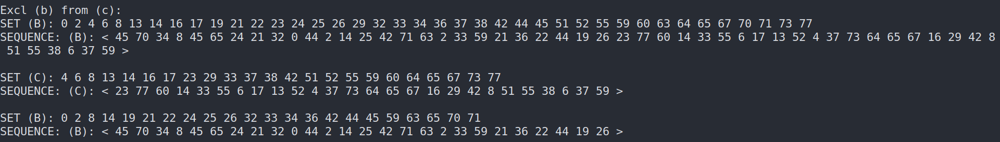 Excl (b) from (c):
SET (B): 0 2 4 6 8 13 14 16 17 19 21 22 23 24 25 26 29 32 33 34 36 37 38 42 44 45 51 52 55 59 60 63 64 65 67 70 71 73 77
SEQUENCE: (B): < 45 70 34 8 45 65 24 21 32 0 44 2 14 25 42 71 63 2 33 59 21 36 22 44 19 26 23 77 60 14 33 55 6 17 13 52 4 37 73 64 65 67 16 29 42 8
51 55 38 6 37 59 >
SET (C): 4 6 8 13 14 16 17 23 29 33 37 38 42 51 52 55 59 60 64 65 67 73 77
SEQUENCE: (C): < 23 77 60 14 33 55 6 17 13 52 4 37 73 64 65 67 16 29 42 8 51 55 38 6 37 59 >
SET (B): 0 2 8 14 19 21 22 24 25 26 32 33 34 36 42 44 45 59 63 65 70 71
SEQUENCE: (B): < 45 70 34 8 45 65 24 21 32 0 44 2 14 25 42 71 63 2 33 59 21 36 22 44 19 26 >